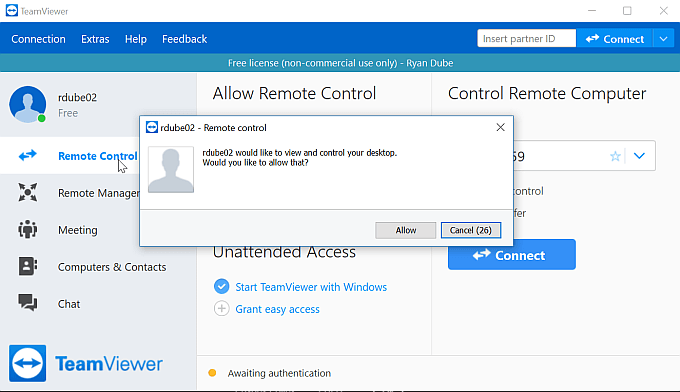 TeamViewer
Connection Extras Help Feedback
Insert partner ID
Connect
Free license (non-commercial use only) - Ryan Dube
rdube02
Free
Remote Control
Remote Manager
Meeting
Computers & Contacts
Chat
TeamViewer
Allow Remote Control
Control Remote Computer
rdube02 - Remote control
rdube02 would like to view and control your desktop.
Would you like to allow that?
Allow
Cancel (26)
59
control
fer
Unattended Access
Start TeamViewer with Windows
Grant easy access
Connect
Awaiting authentication